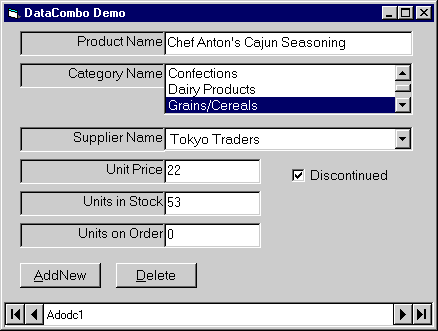 DataCombo Demo
Product Name Chef Anton's Cajun Seasoning
Category Name Confections
Dairy Products
Grains/Cereals
Supplier Name Tokyo Traders
Unit Price 22
Discontinued
Units in Stock 53
Units on Order 0
AddNew Delete
Adodc1